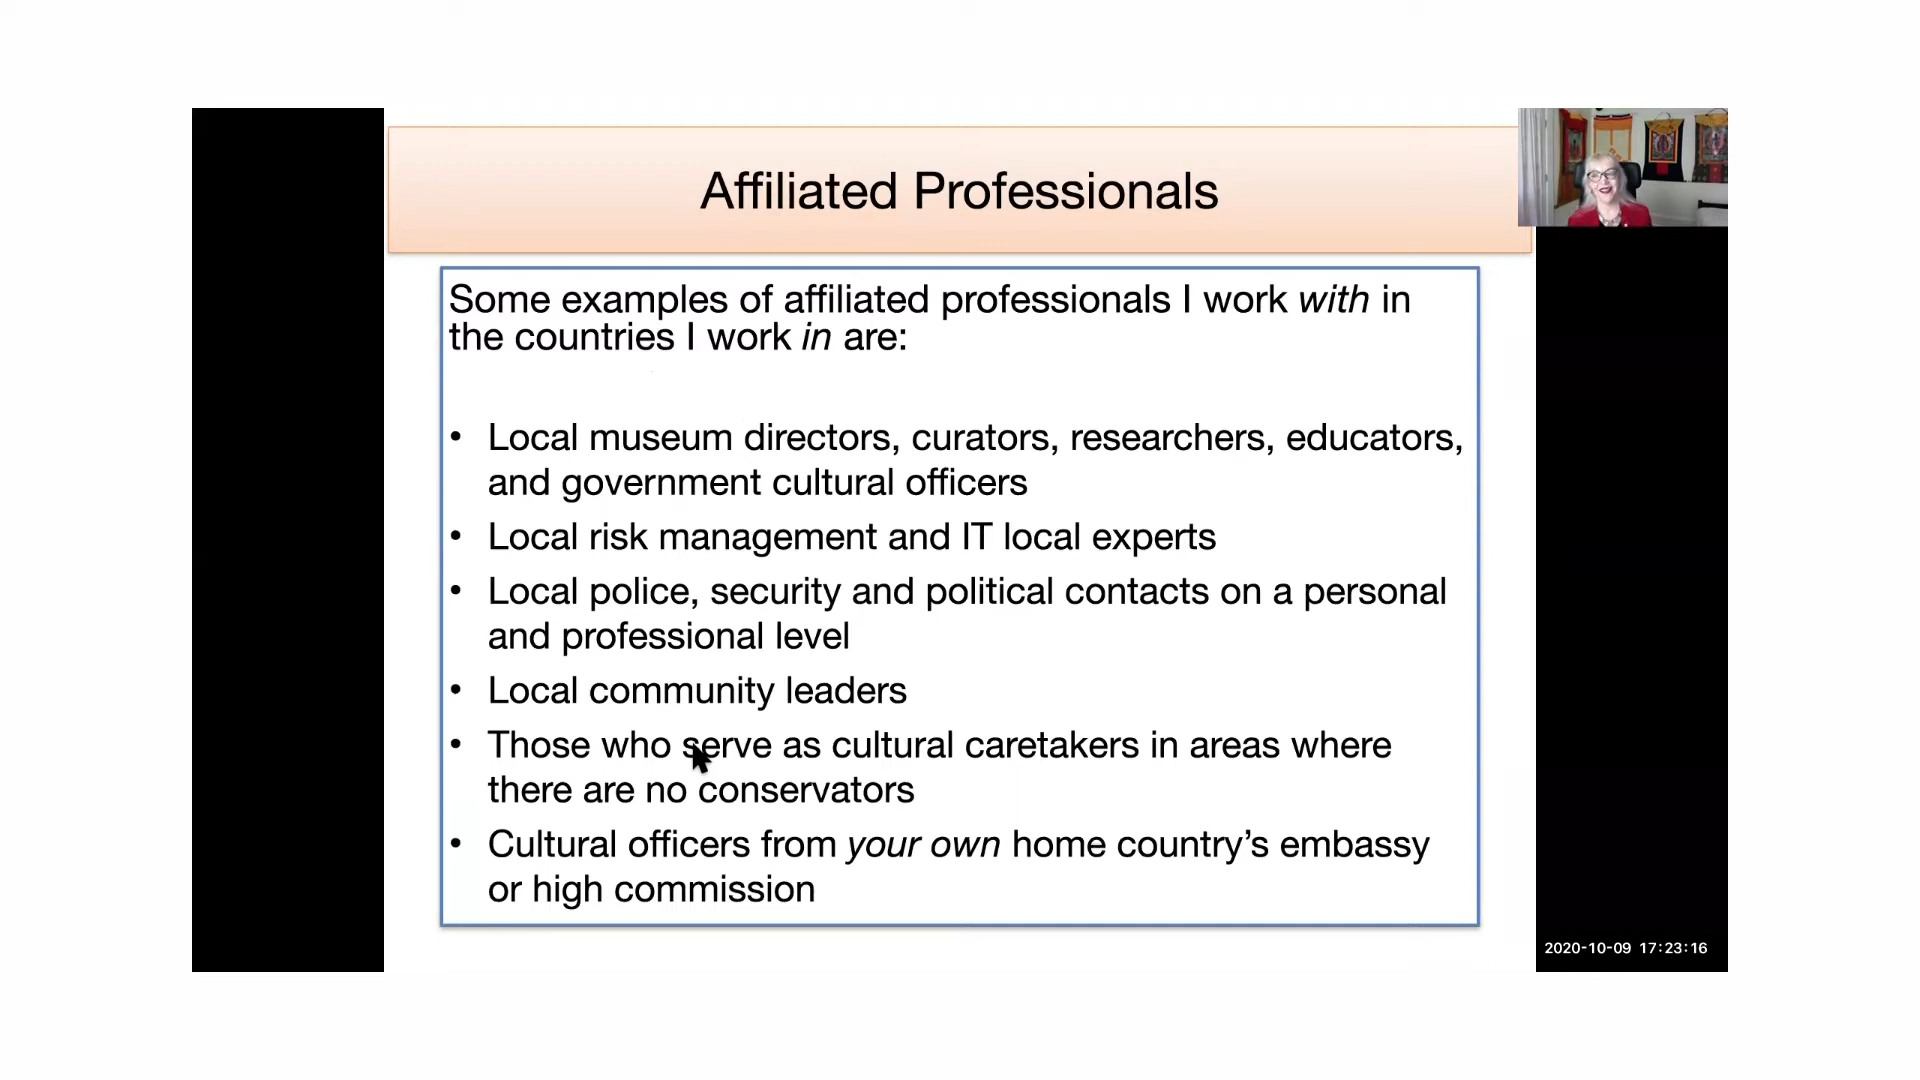 Affiliated Professionals
Some examples of affiliated professionals I work with in
the countries I work in are:
• Local museum directors, curators, researchers, educators,
and government cultural officers
• Local risk management and IT local experts
• Local police, security and political contacts on a personal
and professional level
• Local community leaders
• Those who serve as cultural caretakers in areas where
there are no conservators
• Cultural officers from your own home country’s embassy
or high commission
2020-10-09 17:23:16